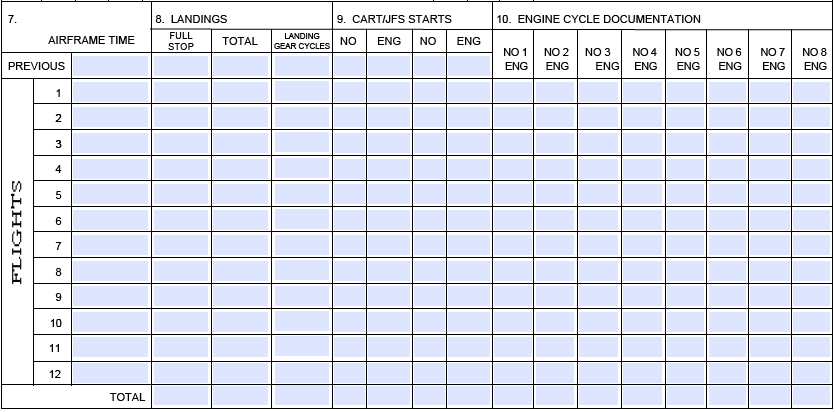 7. 8. LANDINGS 9. CART/JFS STARTS 10. ENGINE CYCLE DOCUMENTATION
AIRFRAME TIME FULL STOP TOTAL LANDING GEAR CYCLES NO ENG NO ENG NO 1 ENG NO 2 ENG NO 3 ENG NO 4 ENG NO 5 ENG NO 6 ENG NO 7 ENG NO 8 ENG
PREVIOUS
FLIGHTS
1
2
3
4
5
6
7
8
9
10
11
12
TOTAL